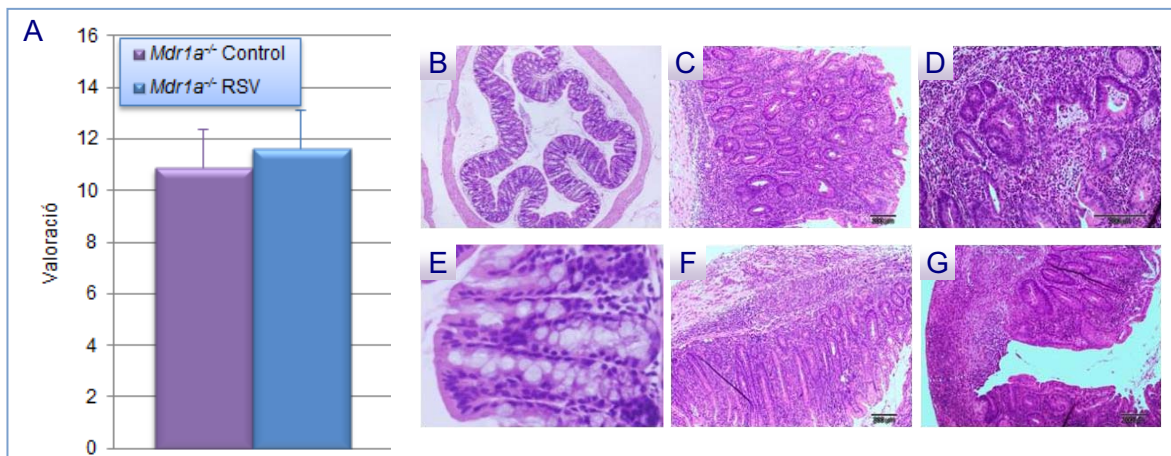 A
16
14
12
10
8
6
4
2
0
Valoració
Mdr1a-/- Control
Mdr1a-/- RSV
B
C
D
E
F
G